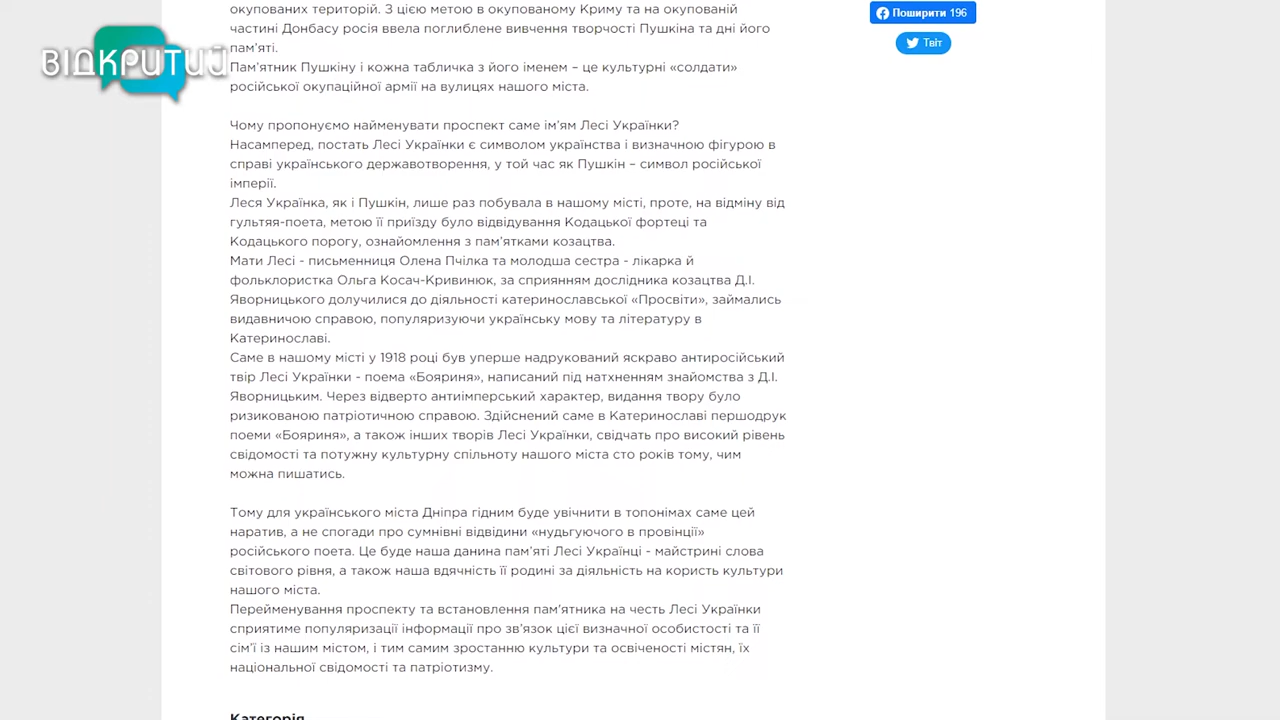 окупованих територій. З цією метою в окупованому Криму та на окупованій
частині Донбасу росія ввела поглиблене вивчення творчості Пушкіна та дні його
пам'яті.
Пам'ятник Пушкіну і кожна табличка з його іменем – це культурні «солдати»
російської окупаційної армії на вулицях нашого міста.
Чому пропонуємо найменувати проспект саме ім'ям Лесі Українки?
Насамперед, постать Лесі Українки є символом українства і визначною фігурою в
справі українського державотворення, у той час як Пушкін – символ російської
імперії.
Леся Українка, як і Пушкін, лише раз побувала в нашому місті, проте, на відміну від
гультяя-поета, метою її приїзду було відвідування Кодацької фортеці та
Кодацького порогу, ознайомлення з пам'ятками козацтва.
Мати Лесі - письменниця Олена Пчілка та молодша сестра - лікарка й
фольклористка Ольга Косач-Кривинюк, за сприянням дослідника козацтва Д.І.
Яворницького долучилися до діяльності катеринославської «Просвіти», займались
видавничою справою, популяризуючи українську мову та літературу в
Катеринославі.
Саме в нашому місті у 1918 році був уперше надрукований яскраво антиросійський
твір Лесі Українки - поема «Бояриня», написаний під натхненням знайомства з Д.І.
Яворницьким. Через відверто антиімперський характер, видання твору було
ризикованою патріотичною справою. Здійснений саме в Катеринославі першодрук
поеми «Бояриня», а також інших творів Лесі Українки, свідчать про високий рівень
свідомості та потужну культурну спільноту нашого міста сто років тому, чим
можна пишатись.
Тому для українського міста Дніпра гідним буде увічнити в топонімах саме цей
наратив, а не спогади про сумнівні відвідини «нудьгуючого в провінції»
російського поета. Це буде наша данина пам'яті Лесі Українці - майстрині слова
світового рівня, а також наша вдячність її родині за діяльність на користь культури
нашого міста.
Перейменування проспекту та встановлення пам'ятника на честь Лесі Українки
сприятиме популяризації інформації про зв'язок цієї визначної особистості та її
сім'ї із нашим містом, і тим самим зростанню культури та освіченості містян, їх
національної свідомості та патріотизму.
Категорія
Поширити 196
Твіт
ВІДКРИТИЙ